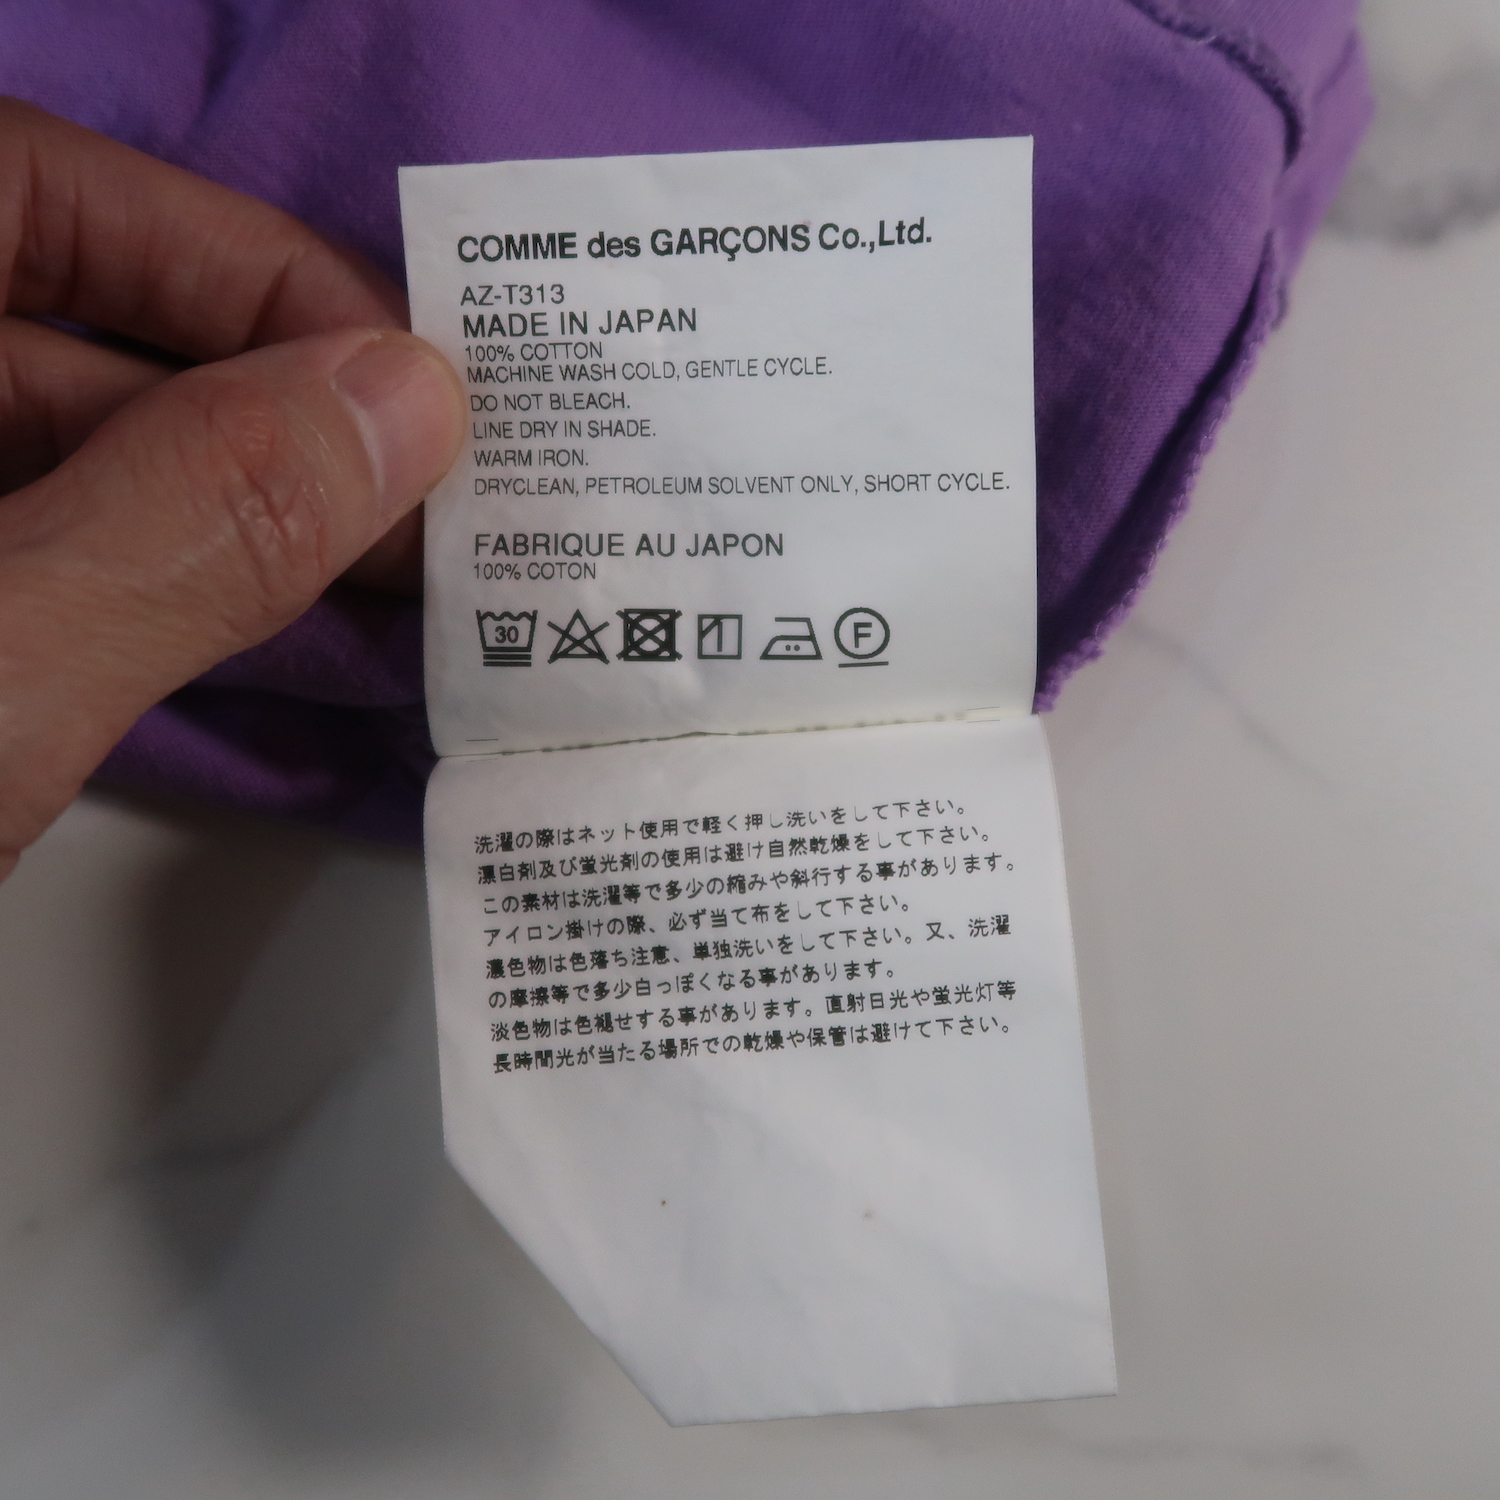 COMME des GARÇONS Co.,Ltd.
AZ-T313
MADE IN JAPAN
100% COTTON
MACHINE WASH COLD, GENTLE CYCLE.
DO NOT BLEACH.
LINE DRY IN SHADE.
WARM IRON.
DRYCLEAN, PETROLEUM SOLVENT ONLY, SHORT CYCLE.
FABRIQUE AU JAPON
100% COTON
30 F
洗濯の際はネット使用で軽く押し洗いをして下さい。
漂白剤及び蛍光剤の使用は避け自然乾燥をして下さい。
この素材は洗濯等で多少の縮みや斜行する事があります。
アイロン掛けの際、必ず当て布をして下さい。
濃色物は色落ち注意、単独洗いをして下さい。又、洗濯
の摩擦等で多少白っぽくなる事があります。
淡色物は色褪せする事があります。直射日光や蛍光灯等
長時間光が当たる場所での乾燥や保管は避けて下さい。